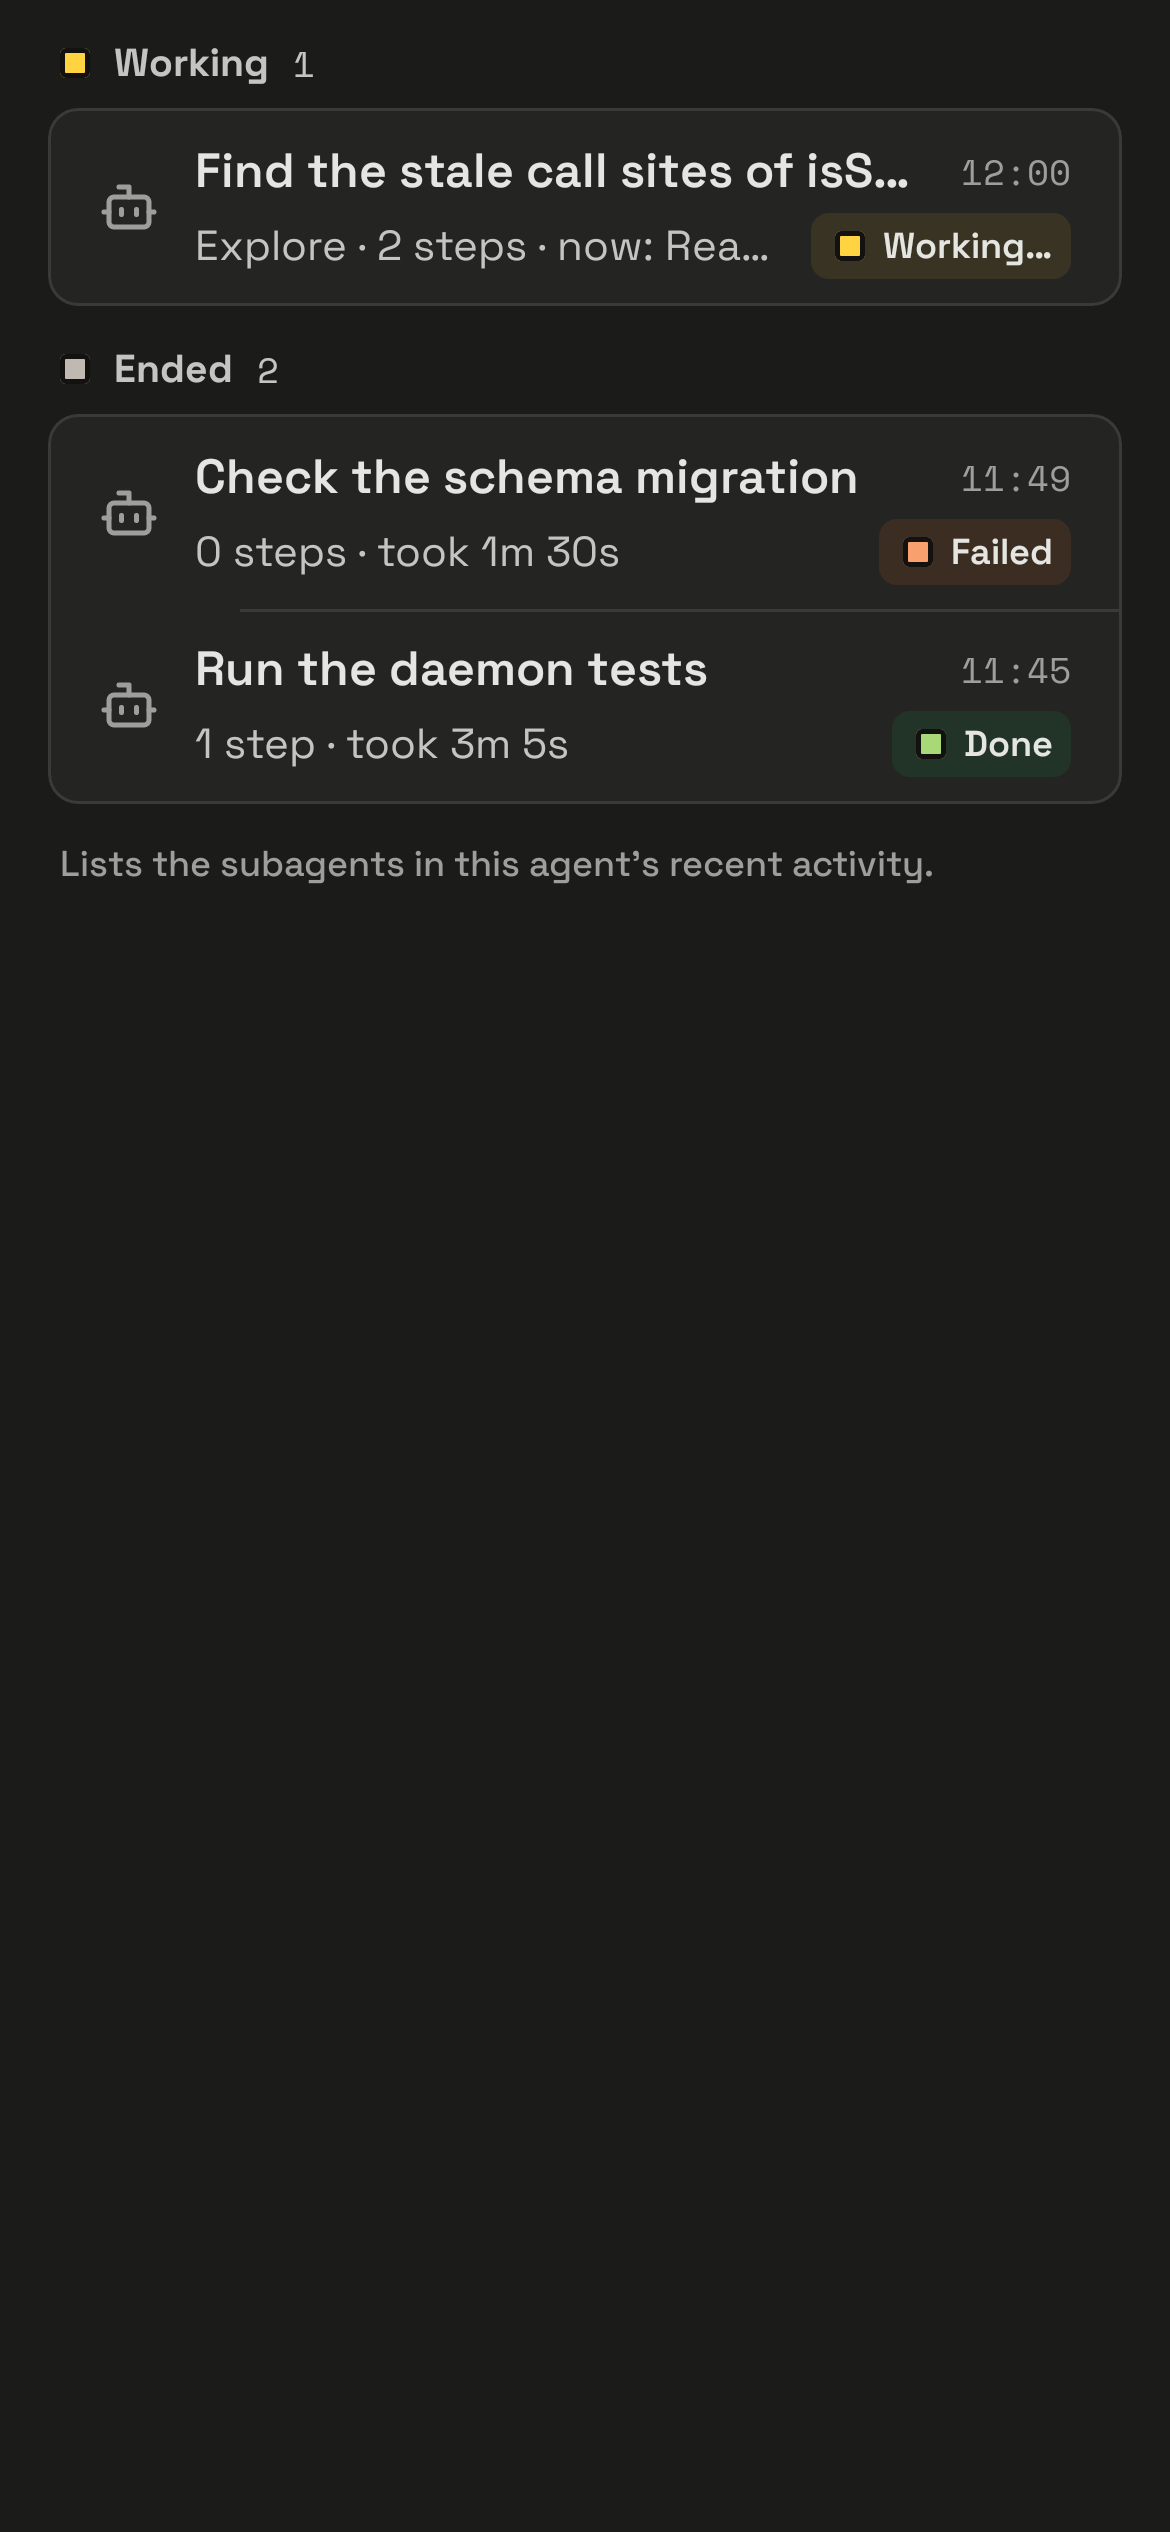 Working 1
Find the stale call sites of isS… 12:00
Explore · 2 steps · now: Rea… Working…
Ended 2
Check the schema migration 11:49
0 steps · took 1m 30s Failed
Run the daemon tests 11:45
1 step · took 3m 5s Done
Lists the subagents in this agent’s recent activity.